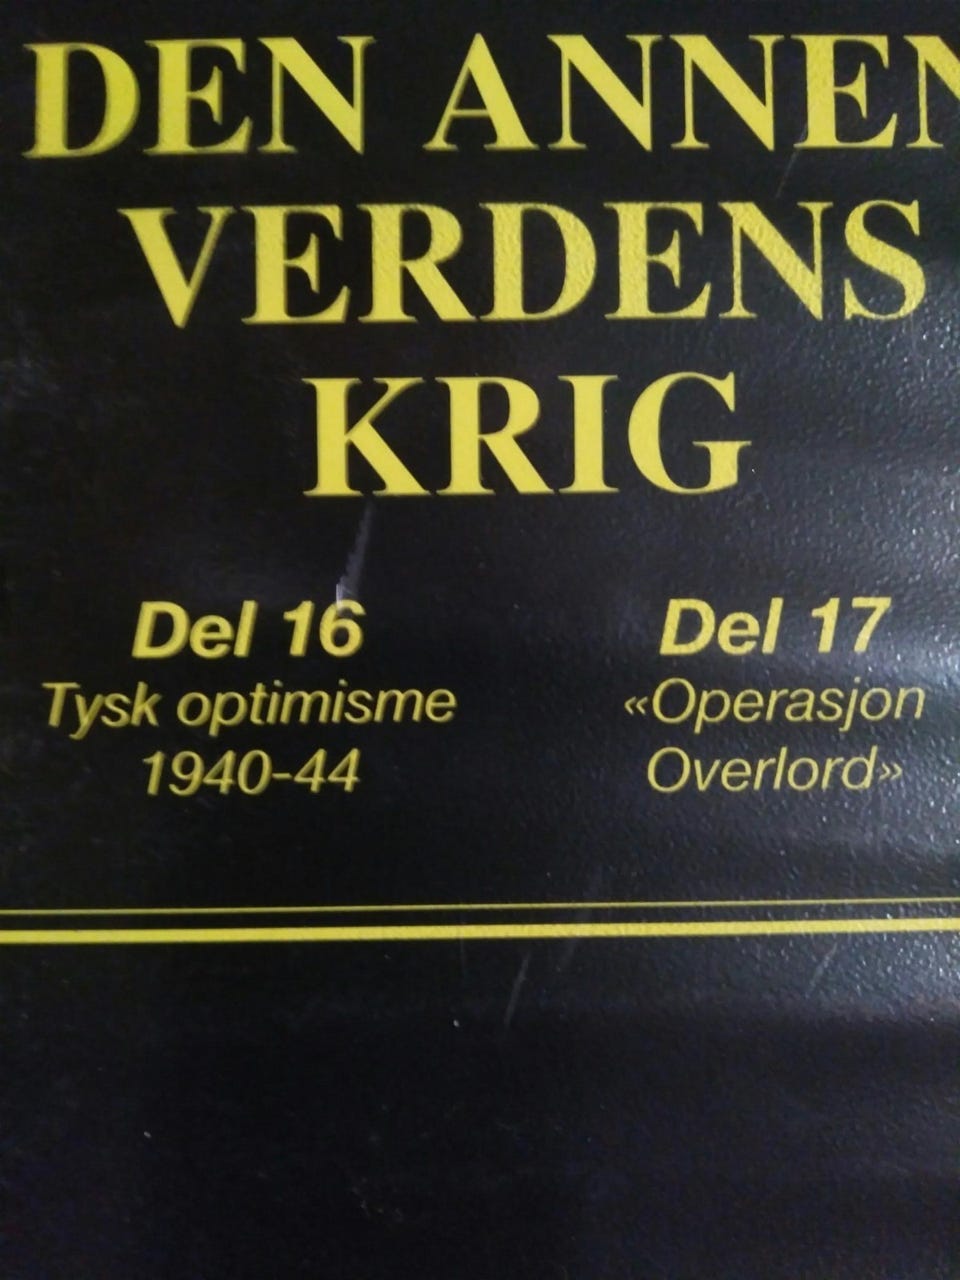 DEN ANNEN
VERDENS
KRIG
Del 16
Tysk optimisme
1940-44
Del 17
«Operasjon
Overlord»